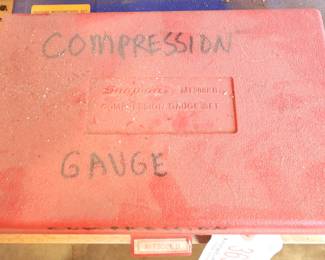 COMPRESSION
Snap-on
COMPRESSION GAUGE SET
GAUGE